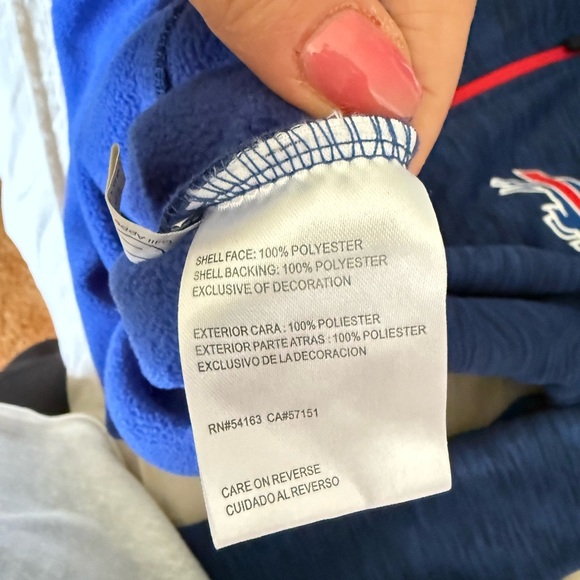 SHELL FACE: 100% POLYESTER
SHELL BACKING: 100% POLYESTER
EXCLUSIVE OF DECORATION
EXTERIOR CARA : 100% POLIESTER
EXTERIOR PARTE ATRAS : 100% POLIESTER
EXCLUSIVO DE LA DECORACION
RN#54163 CA#57151
CARE ON REVERSE
CUIDADO AL REVERSO